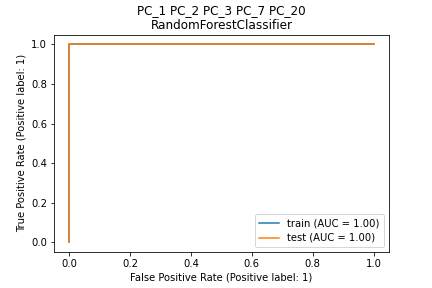 PC_1 PC_2 PC_3 PC_7 PC_20
RandomForestClassifier
True Positive Rate (Positive label: 1)
1.0
0.8
0.6
0.4
0.2
0.0
train (AUC = 1.00)
test (AUC = 1.00)
0.0 0.2 0.4 0.6 0.8 1.0
False Positive Rate (Positive label: 1)